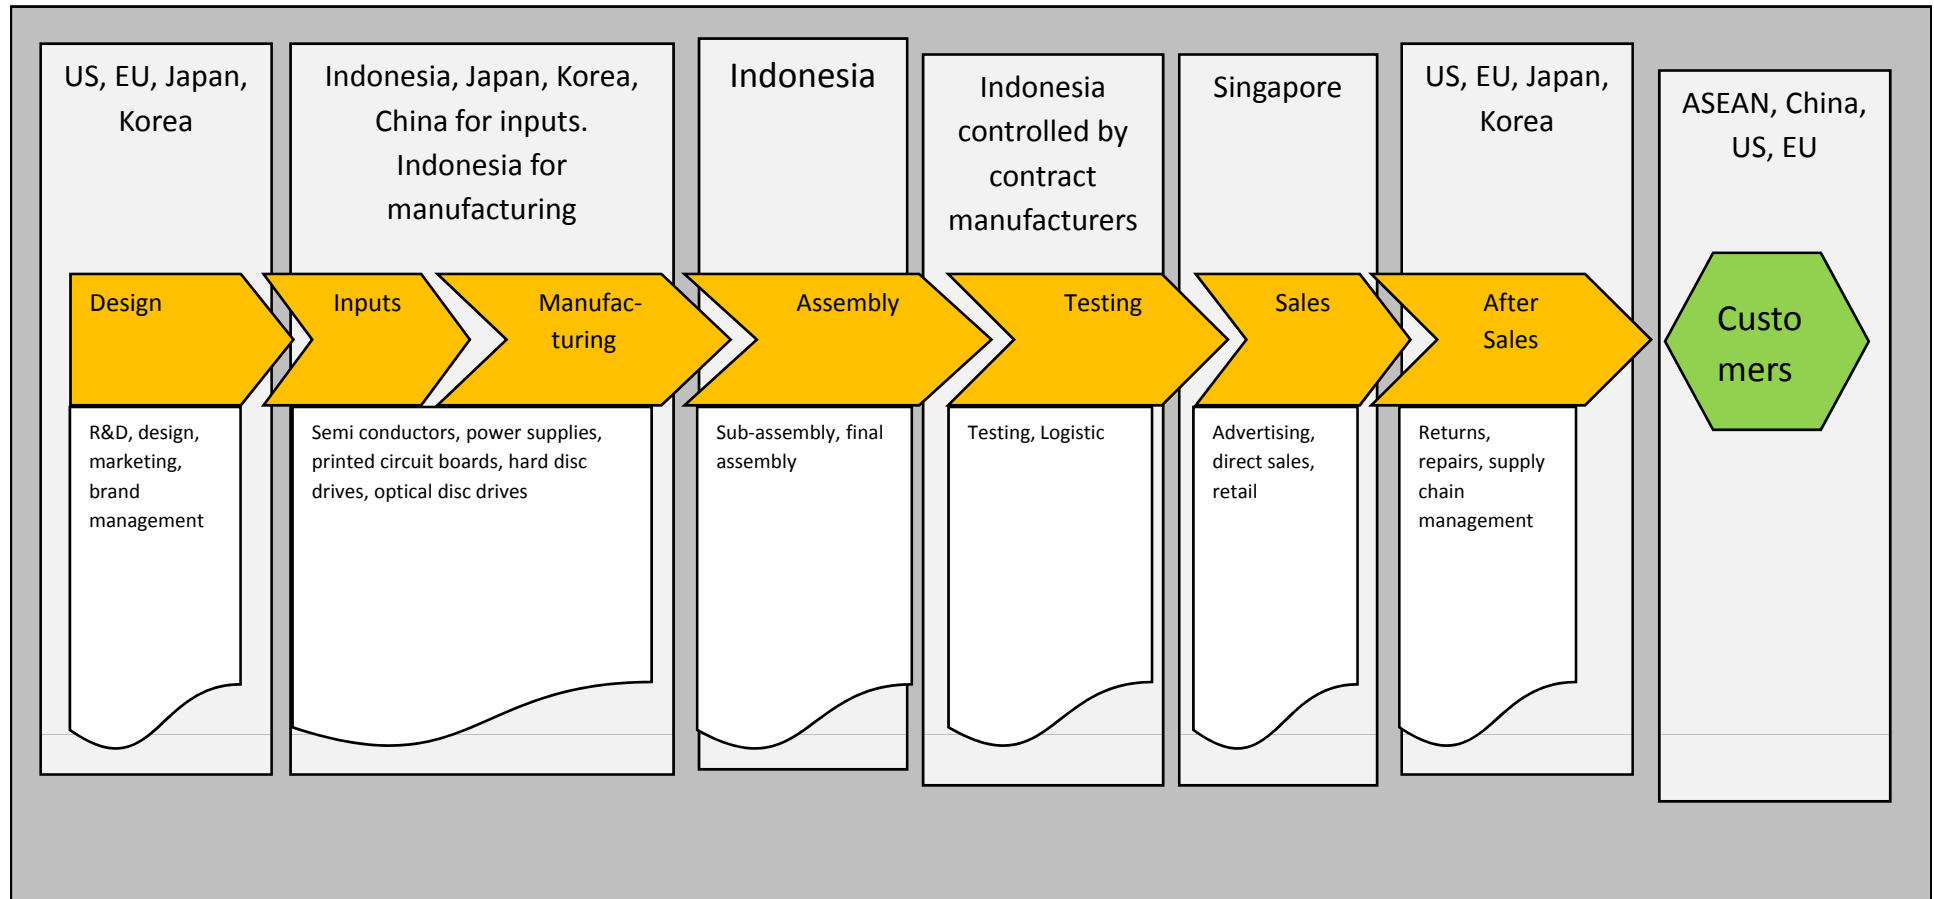 US, EU, Japan,
Korea
Indonesia, Japan, Korea,
China for inputs.
Indonesia for
manufacturing
Indonesia
Indonesia
controlled by
contract
manufacturers
Singapore
US, EU, Japan,
Korea
ASEAN, China,
US, EU
Design
Inputs
Manufac-
turing
Assembly
Testing
Sales
After
Sales
Custo
mers
R&D, design,
marketing,
brand
management
Semi conductors, power supplies,
printed circuit boards, hard disc
drives, optical disc drives
Sub-assembly, final
assembly
Testing, Logistic
Advertising,
direct sales,
retail
Returns,
repairs, supply
chain
management